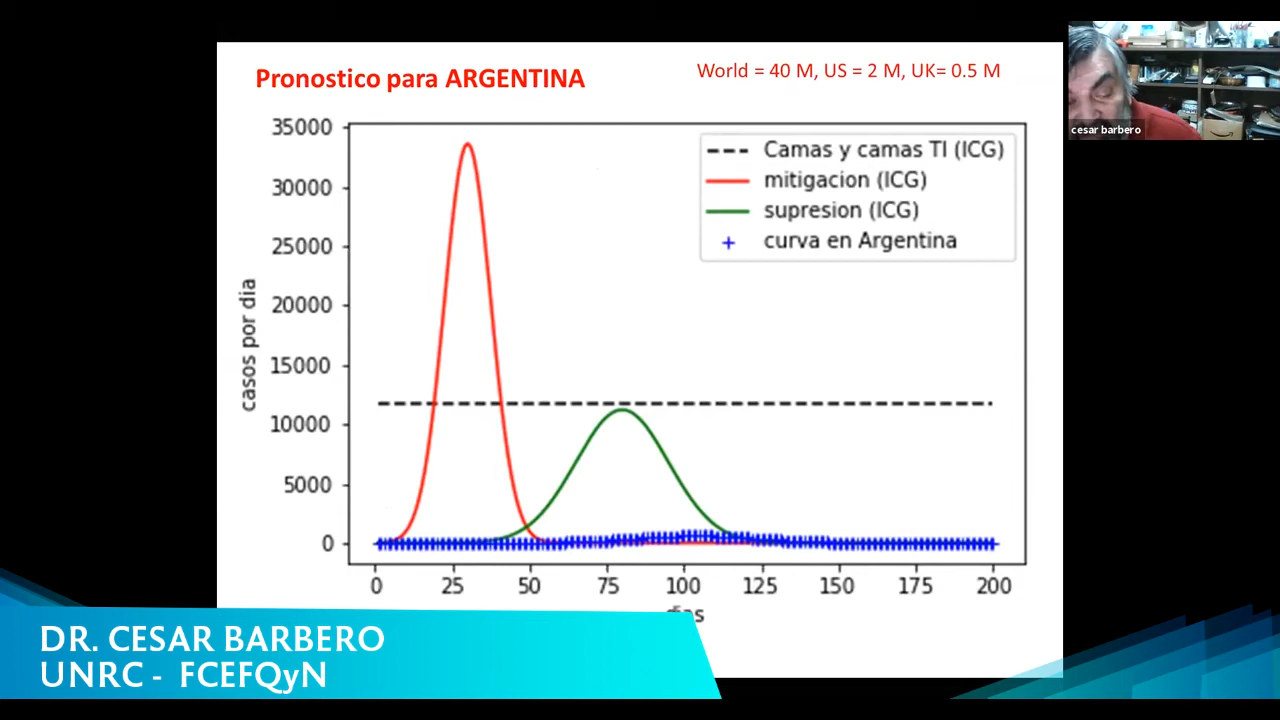 Pronostico para ARGENTINA
World = 40 M, US = 2 M, UK= 0.5 M
cesar barbero
35000
30000
25000
20000
15000
10000
5000
0
casos por dia
Camas y camas TI (ICG)
mitigacion (ICG)
supresion (ICG)
curva en Argentina
0 25 50 75 100 125 150 175 200
dias
DR. CESAR BARBERO
UNRC - FCEFQyN